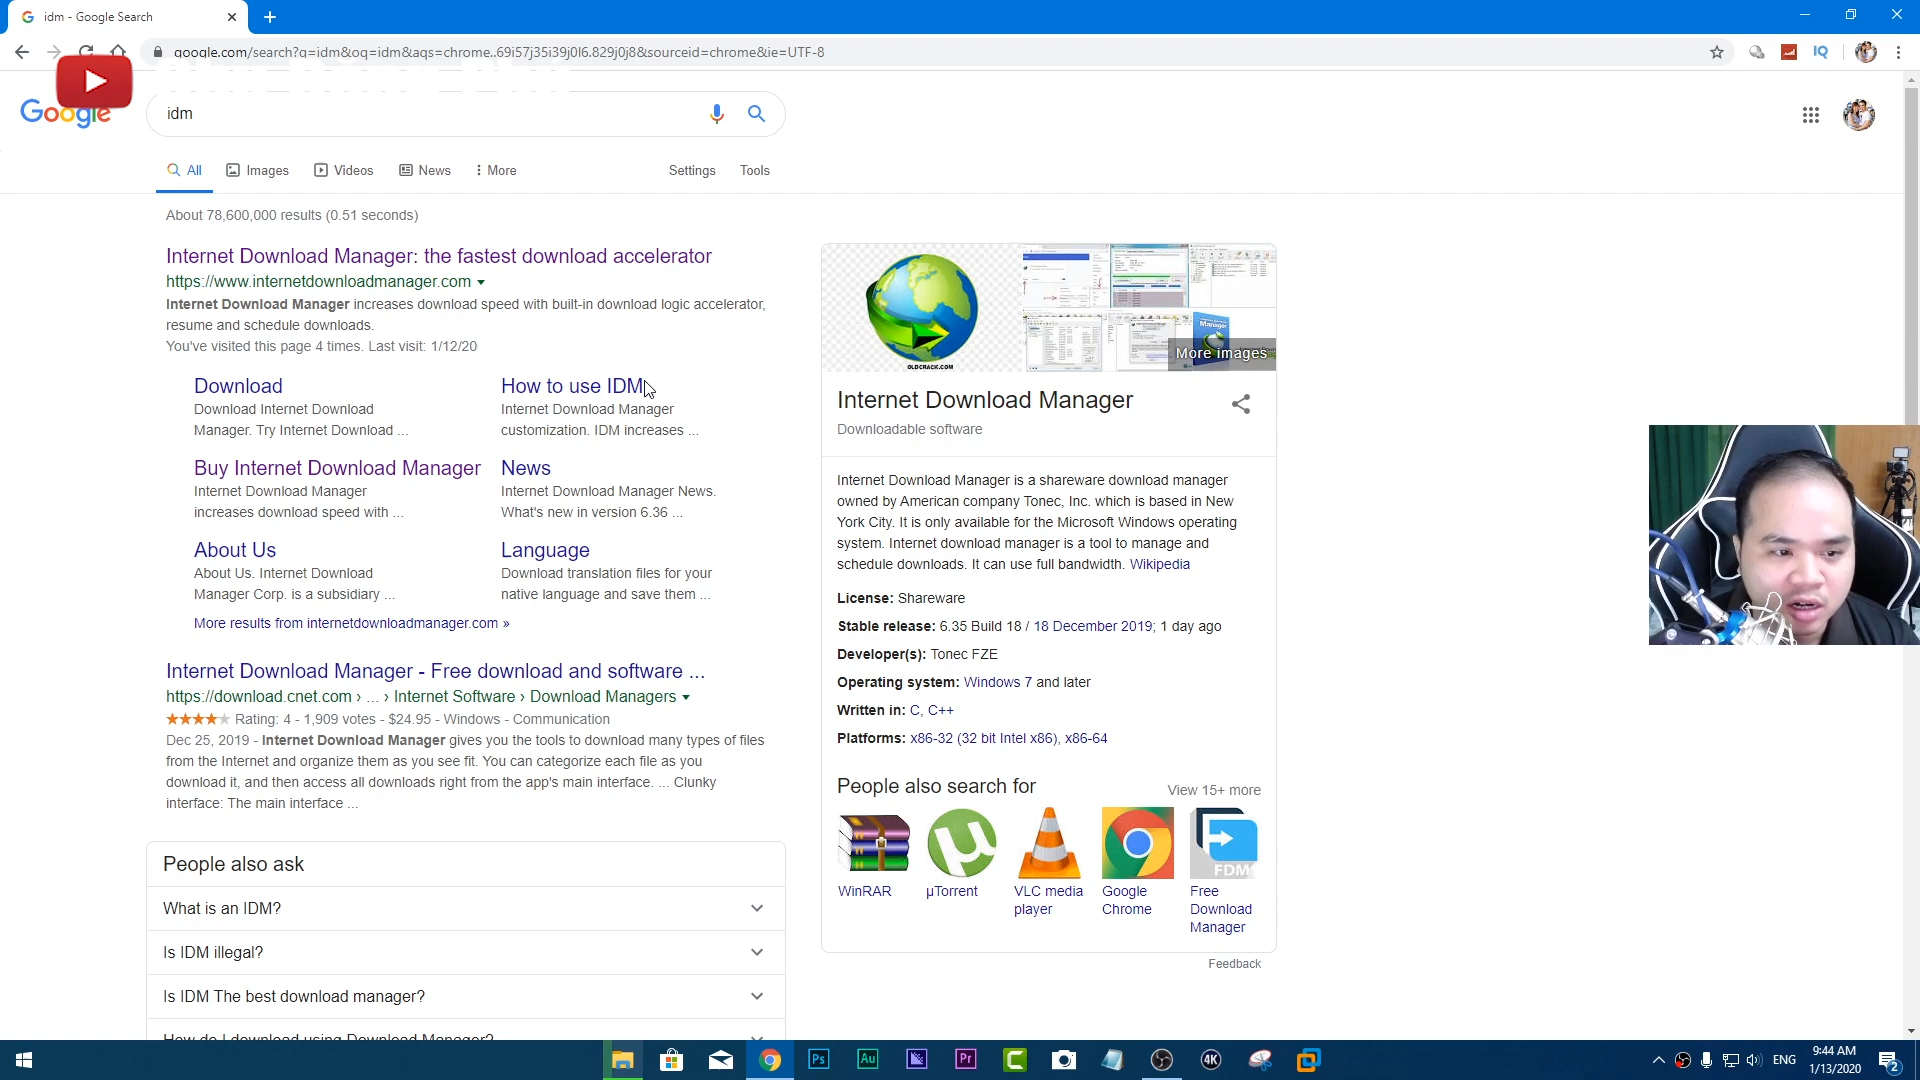 idm - Google Search
google.com/search?q=idm&oq=idm&aqs=chrome..69i57j35i39j0l6.829j0j8&sourceid=chrome&ie=UTF-8
IQ
Google
idm
All
Images
Videos
News
More
Settings
Tools
About 78,600,000 results (0.51 seconds)
Internet Download Manager: the fastest download accelerator
https://www.internetdownloadmanager.com
Internet Download Manager increases download speed with built-in download logic accelerator,
resume and schedule downloads.
You've visited this page 4 times. Last visit: 1/12/20
Download
Download Internet Download
Manager. Try Internet Download ...
How to use IDM
Internet Download Manager
customization. IDM increases ...
Buy Internet Download Manager
Internet Download Manager
increases download speed with ...
News
Internet Download Manager News.
What's new in version 6.36 ...
About Us
About Us. Internet Download
Manager Corp. is a subsidiary ...
Language
Download translation files for your
native language and save them ...
More results from internetdownloadmanager.com »
Internet Download Manager - Free download and software ...
https://download.cnet.com › ... › Internet Software › Download Managers
Rating: 4 - 1,909 votes - $24.95 - Windows - Communication
Dec 25, 2019 - Internet Download Manager gives you the tools to download many types of files
from the Internet and organize them as you see fit. You can categorize each file as you
download it, and then access all downloads right from the app's main interface. ... Clunky
interface: The main interface ...
People also ask
What is an IDM?
Is IDM illegal?
Is IDM The best download manager?
How do I download using Download Manager?
OLDCRACK.COM
More images
Internet Download Manager
Downloadable software
Internet Download Manager is a shareware download manager
owned by American company Tonec, Inc. which is based in New
York City. It is only available for the Microsoft Windows operating
system. Internet download manager is a tool to manage and
schedule downloads. It can use full bandwidth. Wikipedia
License: Shareware
Stable release: 6.35 Build 18 / 18 December 2019; 1 day ago
Developer(s): Tonec FZE
Operating system: Windows 7 and later
Written in: C, C++
Platforms: x86-32 (32 bit Intel x86), x86-64
People also search for
View 15+ more
FDM
WinRAR
µTorrent
VLC media
player
Google
Chrome
Free
Download
Manager
Feedback
Ps
Au
Pr
4K
ENG
9:44 AM
1/13/2020
2